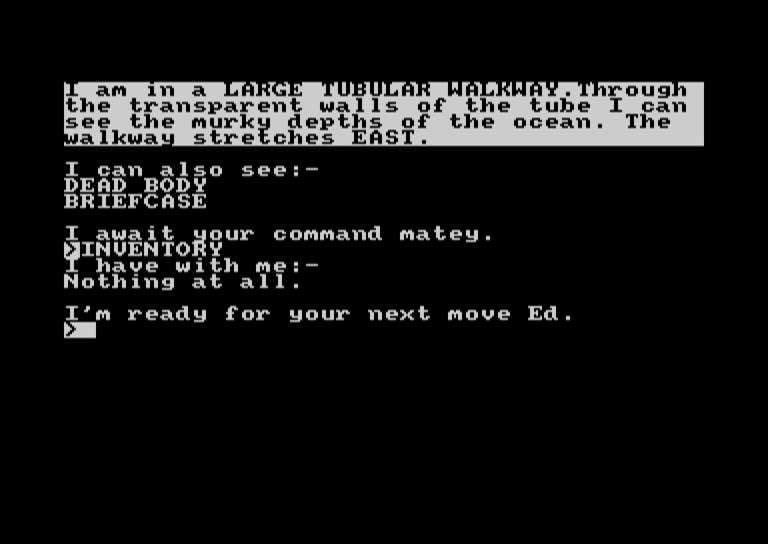 I am in a LARGE TUBULAR WALKWAY.Through
the transparent walls of the tube I can
see the murky depths of the ocean. The
walkway stretches EAST.
I can also see:-
DEAD BODY
BRIEFCASE
I await your command matey.
>INVENTORY
I have with me:-
Nothing at all.
I'm ready for your next move Ed.
>